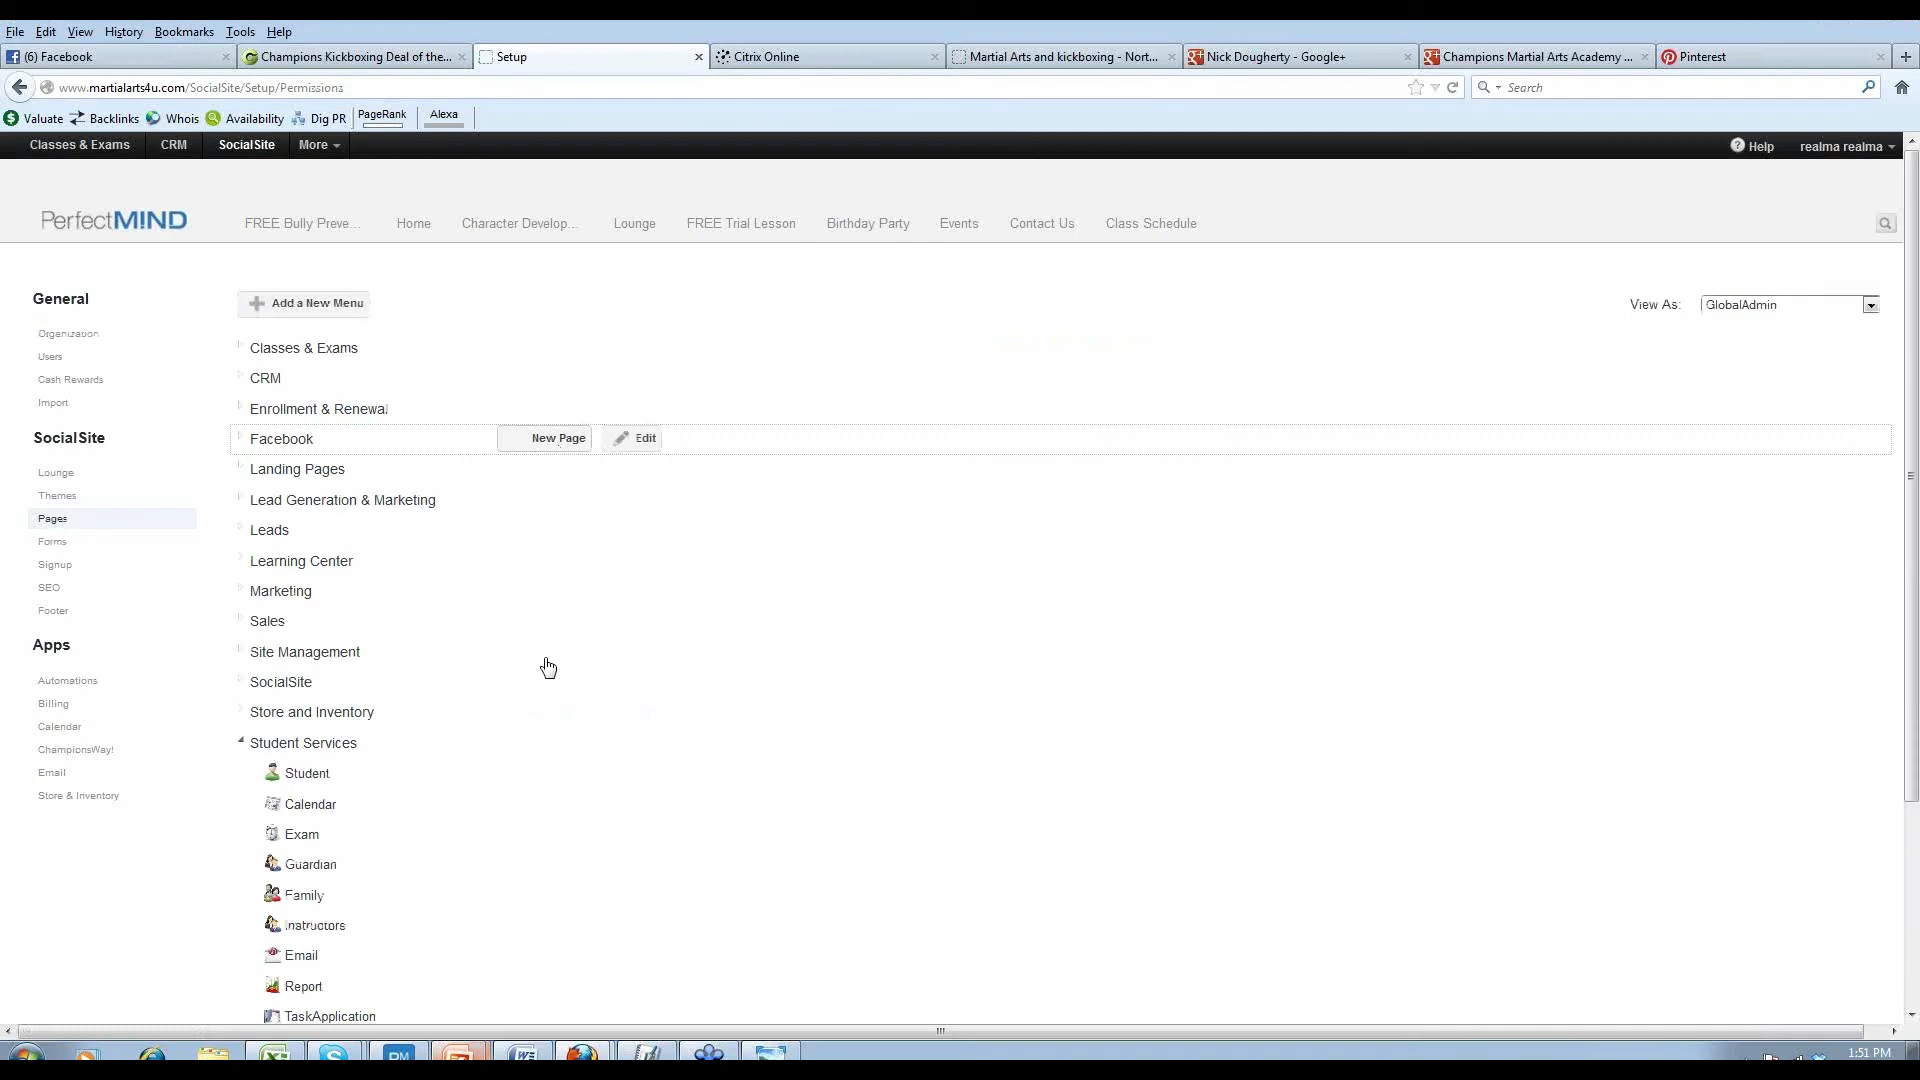 File Edit View History Bookmarks Tools Help
(6) Facebook Champions Kickboxing Deal of the... Setup Citrix Online Martial Arts and kickboxing - Nort... Nick Dougherty - Google+ Champions Martial Arts Academy ... Pinterest
www.martialarts4u.com/SocialSite/Setup/Permissions Search
Valuate Backlinks Whois Availability Dig PR PageRank Alexa
Classes & Exams CRM SocialSite More Help realma realma
PerfectMIND FREE Bully Preve... Home Character Develop... Lounge FREE Trial Lesson Birthday Party Events Contact Us Class Schedule
General
Organization
Users
Cash Rewards
Import
SocialSite
Lounge
Themes
Pages
Forms
Signup
SEO
Footer
Apps
Automations
Billing
Calendar
ChampionsWay!
Email
Store & Inventory
Add a New Menu View As: GlobalAdmin
Classes & Exams
CRM
Enrollment & Renewal
Facebook New Page Edit
Landing Pages
Lead Generation & Marketing
Leads
Learning Center
Marketing
Sales
Site Management
SocialSite
Store and Inventory
Student Services
Student
Calendar
Exam
Guardian
Family
Instructors
Email
Report
TaskApplication
PM
1:51 PM